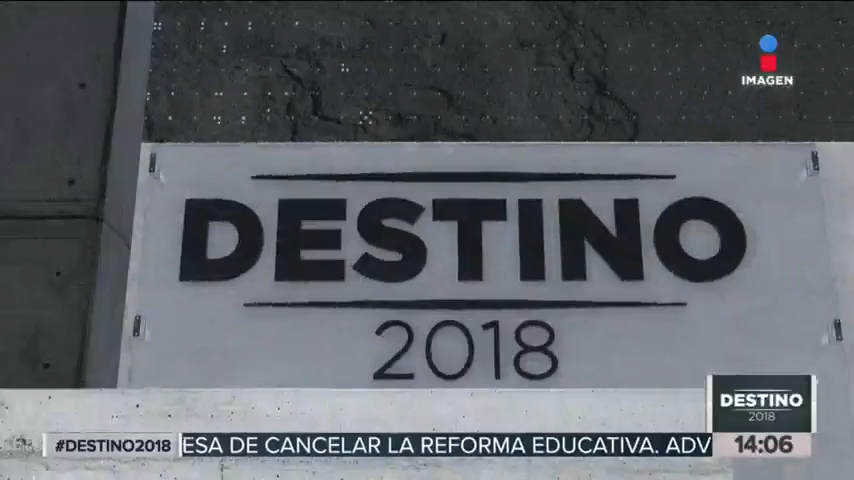 IMAGEN
DESTINO
2018
DESTINO
2018
#DESTINO2018
ESA DE CANCELAR LA REFORMA EDUCATIVA. ADV
14:06